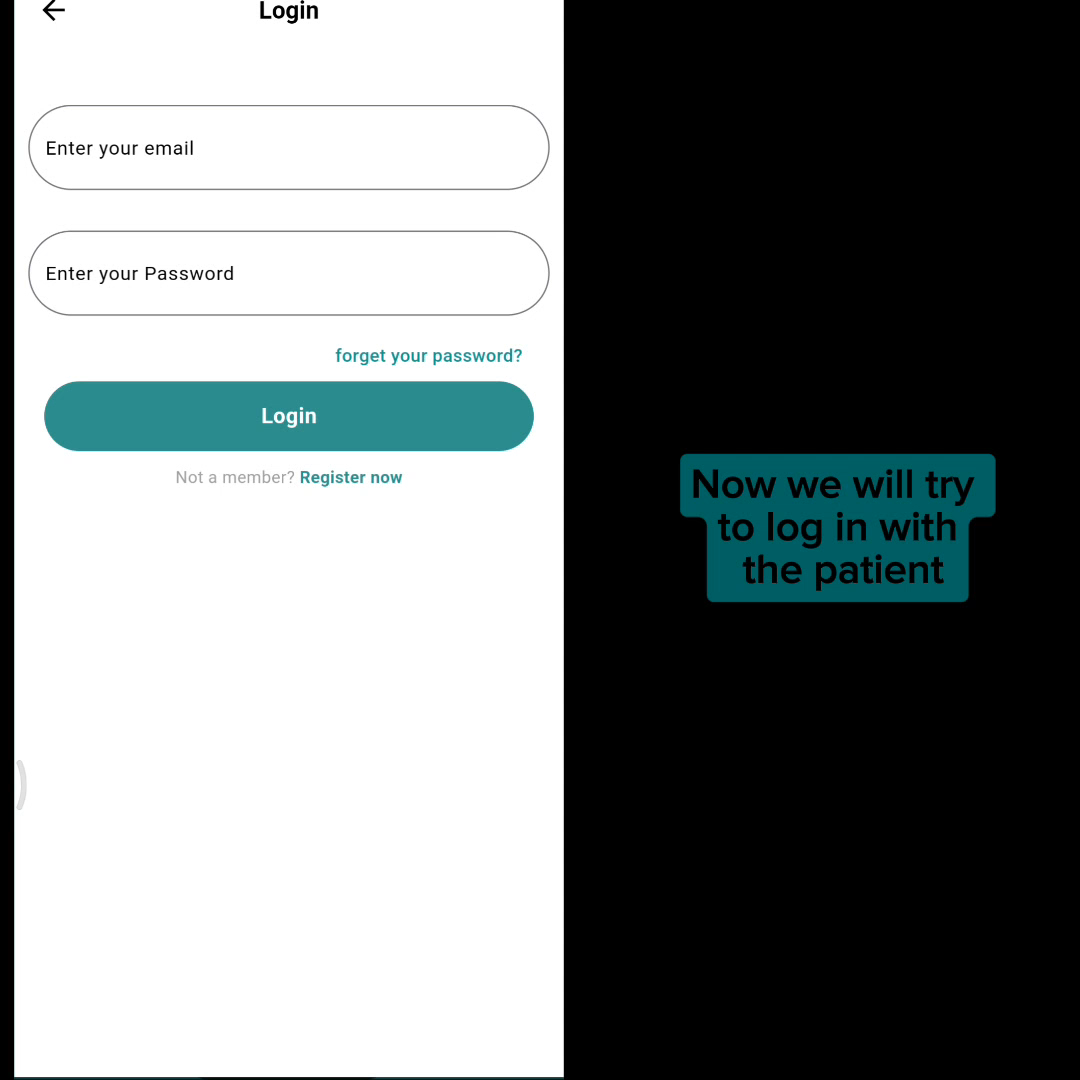 Login
Enter your email
Enter your Password
forget your password?
Login
Not a member? Register now
Now we will try
to log in with
the patient